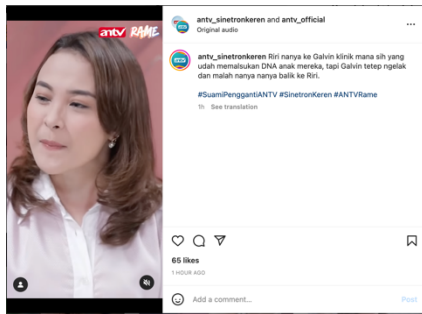 antv RAME
antv_sinetronkeren and antv_official
Original audio
antv_sinetronkeren Riri nanya ke Galvin klinik mana sih yang
udah memalsukan DNA anak mereka, tapi Galvin tetep ngelak
dan malah nanya nanya balik ke Riri.
#SuamiPenggantiANTV #SinetronKeren #ANTVRame
1h See translation
65 likes
1 HOUR AGO
Add a comment...
Post